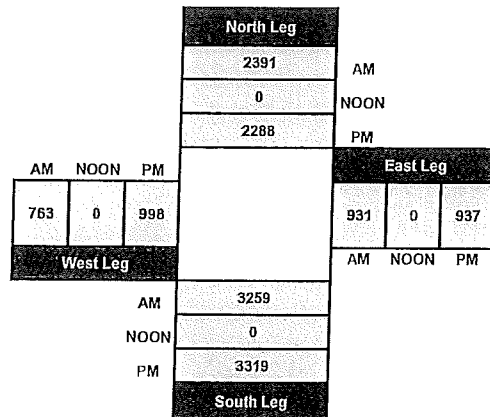 North Leg
2391 AM
0 NOON
2288 PM
AM NOON PM
763 0 998
West Leg
East Leg
931 0 937
AM NOON PM
AM 3259
NOON 0
PM 3319
South Leg